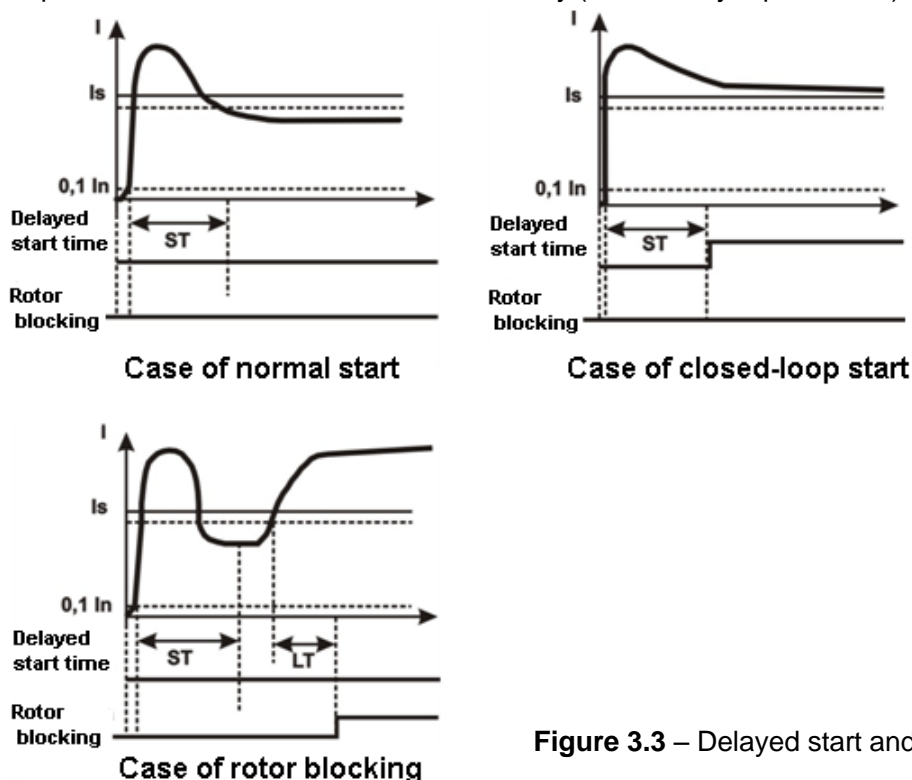 I
Is
0,1 In
Delayed
start time
ST
Rotor
blocking
Case of normal start
I
Is
0,1 In
Delayed
start time
ST
Rotor
blocking
Case of closed-loop start
I
Is
0,1 In
Delayed
start time
ST
LT
Rotor
blocking
Case of rotor blocking
Figure 3.3 – Delayed start and